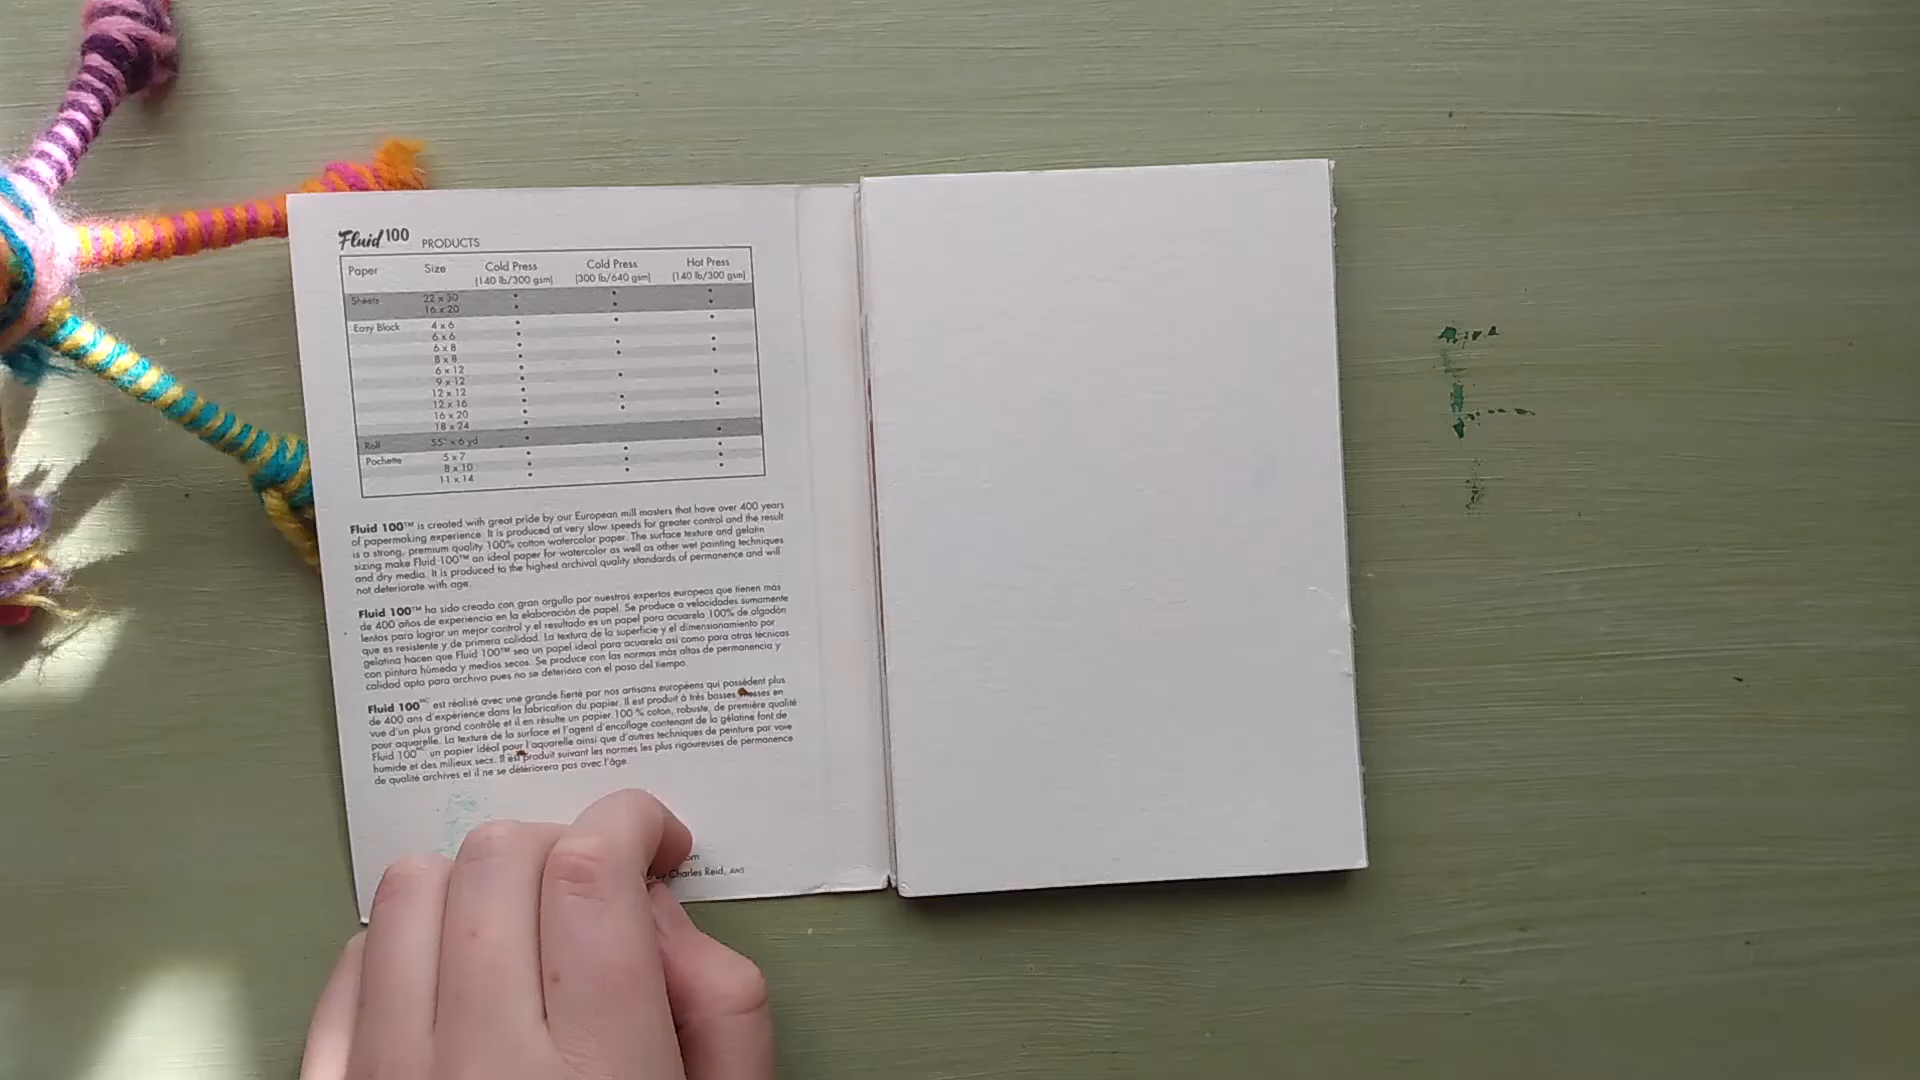 Fluid 100 PRODUCTS
Paper Size Cold Press Cold Press Hot Press
(140 lb/300 gsm) (300 lb/640 gsm) (140 lb/300 gsm)
Sheets 22 x 30 • • •
16 x 20 • • •
Easy Block 4 x 6 • • •
6 x 6 •
6 x 8 • • •
8 x 8 • • •
6 x 12 •
9 x 12 • • •
12 x 12 •
12 x 16 • • •
16 x 20 • • •
18 x 24 •
Roll 55" x 6 yd • •
Pochette 5 x 7 • • •
8 x 10 • • •
11 x 14 • • •
Fluid 100™ is created with great pride by our European mill masters that have over 400 years
of papermaking experience. It is produced at very slow speeds for greater control and the result
is a strong, premium quality 100% cotton watercolor paper. The surface texture and gelatin
sizing make Fluid 100™ an ideal paper for watercolor as well as other wet painting techniques
and dry media. It is produced to the highest archival quality standards of permanence and will
not deteriorate with age.
Fluid 100™ ha sido creado con gran orgullo por nuestros expertos europeos que tienen más
de 400 años de experiencia en la elaboración de papel. Se produce a velocidades sumamente
lentas para lograr un mejor control y el resultado es un papel para acuarela 100% de algodón
que es resistente y de primera calidad. La textura de la superficie y el dimensionamiento por
gelatina hacen que Fluid 100™ sea un papel ideal para acuarela así como para otras técnicas
con pintura húmeda y medios secos. Se produce con las normas más altas de permanencia y
calidad apta para archivo pues no se deteriora con el paso del tiempo.
Fluid 100MC est réalisé avec une grande fierté par nos artisans européens qui possèdent plus
de 400 ans d'expérience dans la fabrication du papier. Il est produit à très basses en
vue d'un plus grand contrôle et il en résulte un papier 100 % coton, robuste, de première qualité
pour aquarelle. La texture de la surface et l'agent d'encollage contenant de la gélatine font de
Fluid 100MC un papier idéal pour l'aquarelle ainsi que d'autres techniques de peinture par voie
humide et des milieux secs. Il est produit suivant les normes les plus rigoureuses de permanence
de qualité archives et il ne se détériorera pas avec l'âge.
om
by Charles Reid, AWS